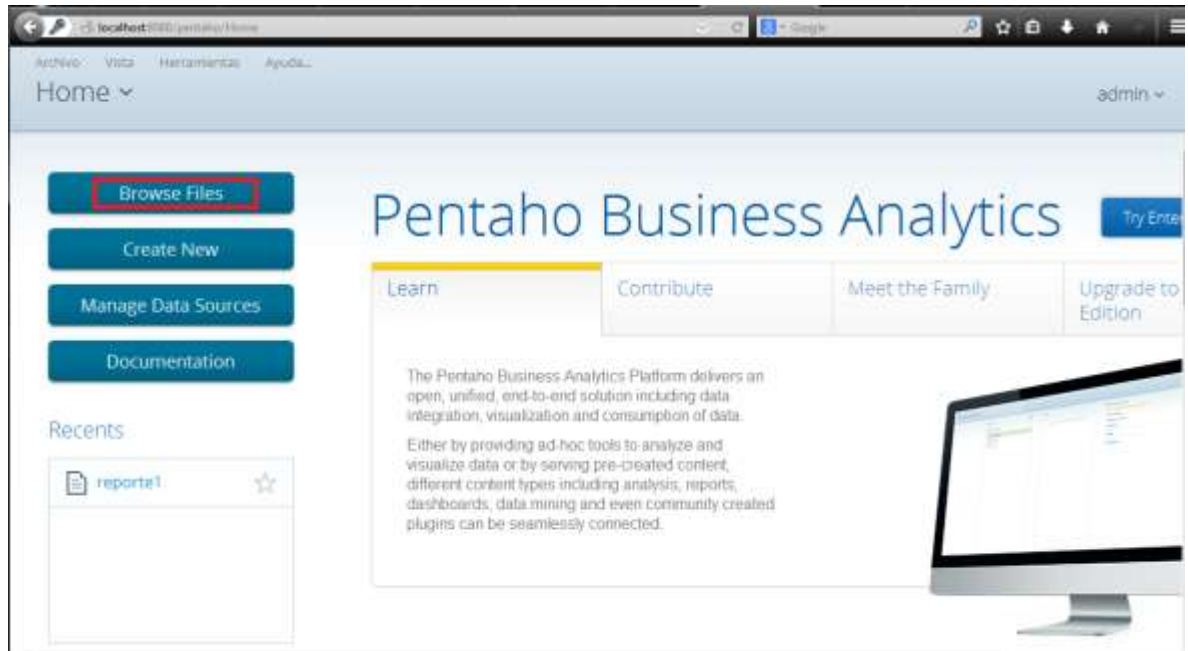 localhost:8080/pentaho/Home
Google
Archivo Vista Herramientas Ayuda...
Home
admin
Browse Files
Create New
Manage Data Sources
Documentation
Recents
reporte1
Pentaho Business Analytics
Try Ente
Learn
Contribute
Meet the Family
Upgrade to
Edition
The Pentaho Business Analytics Platform delivers an
open, unified, end-to-end solution including data
integration, visualization and consumption of data.
Either by providing ad-hoc tools to analyze and
visualize data or by serving pre-created content,
different content types including analysis, reports,
dashboards, data mining and even community created
plugins can be seamlessly connected.